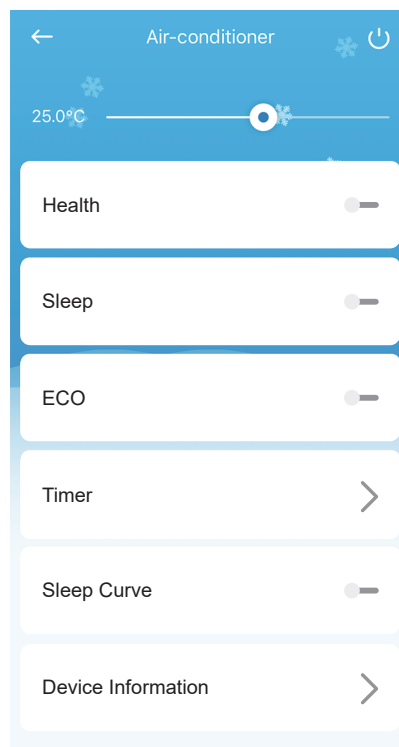 Air-conditioner
25.0°C
Health
Sleep
ECO
Timer
Sleep Curve
Device Information